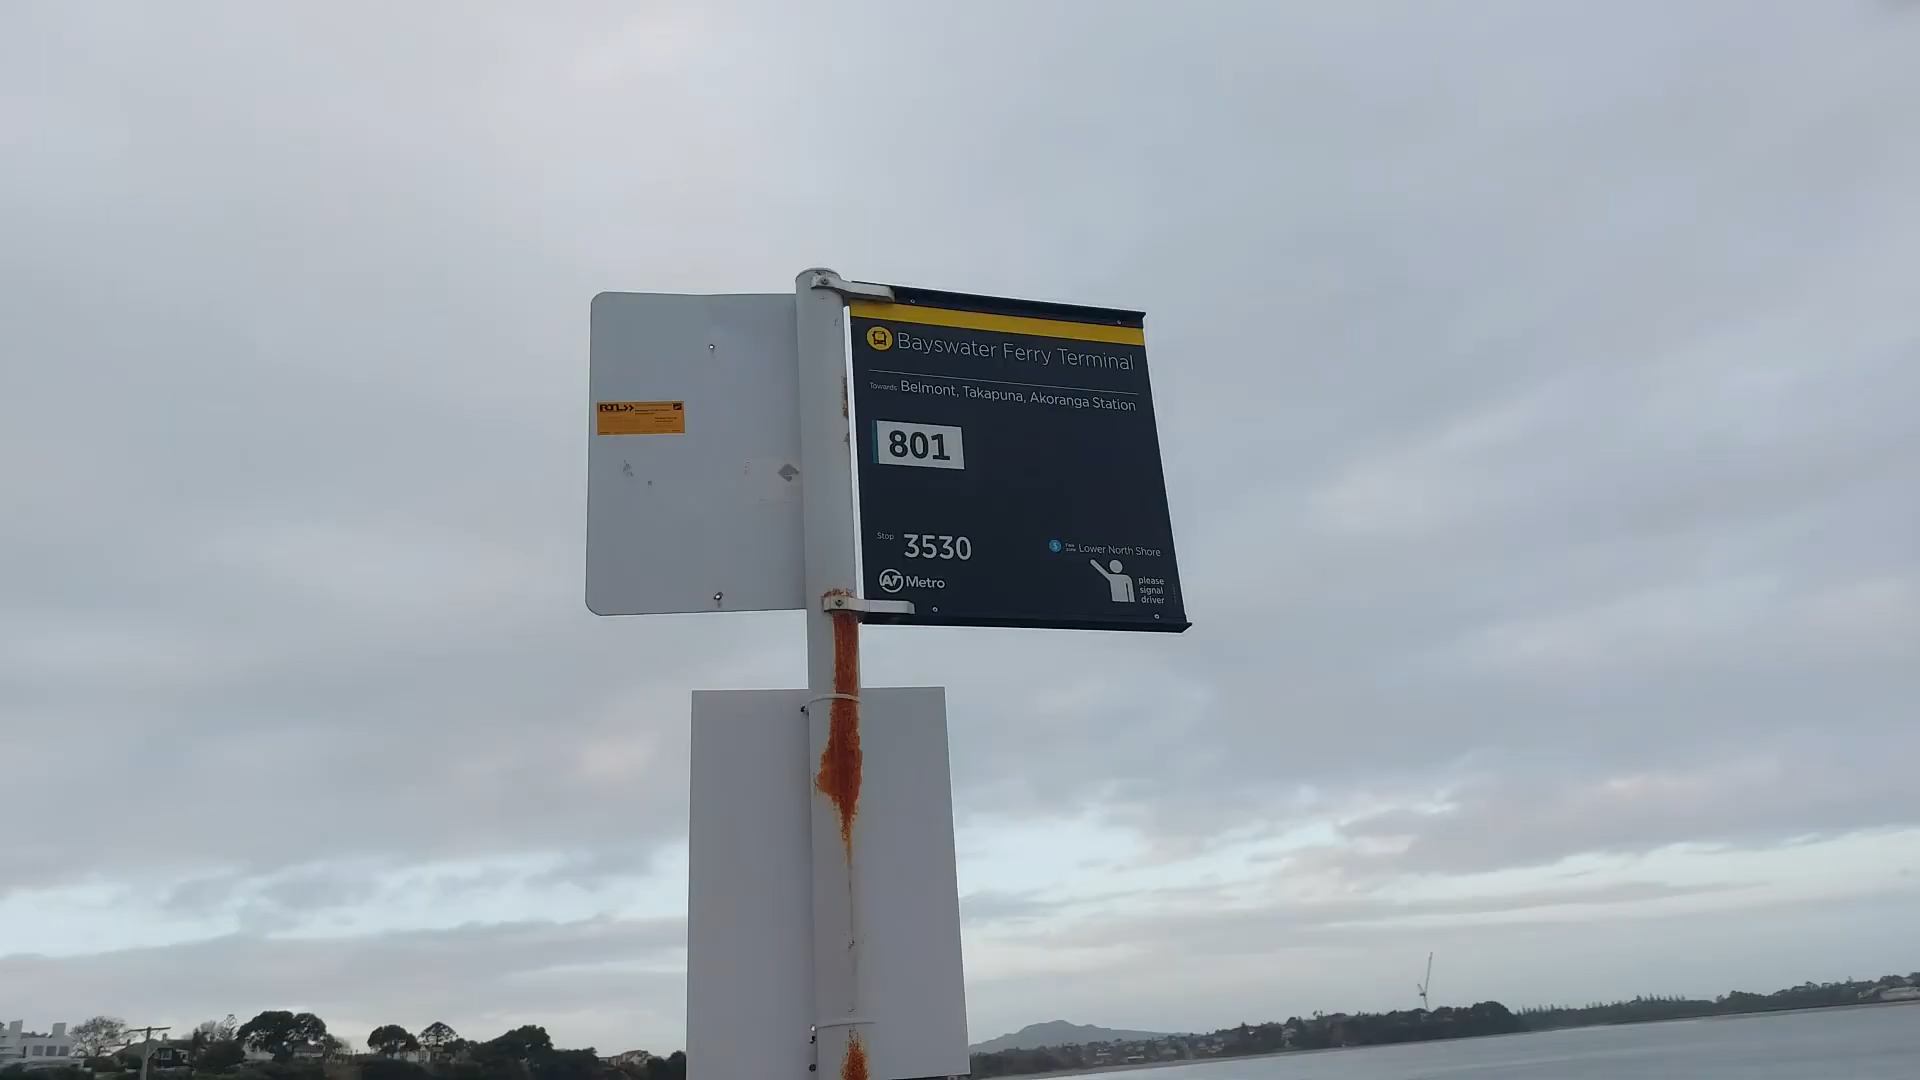 Bayswater Ferry Terminal
Towards Belmont, Takapuna, Akoranga Station
801
Stop 3530
Lower North Shore
AT Metro
please
signal
driver
RTL